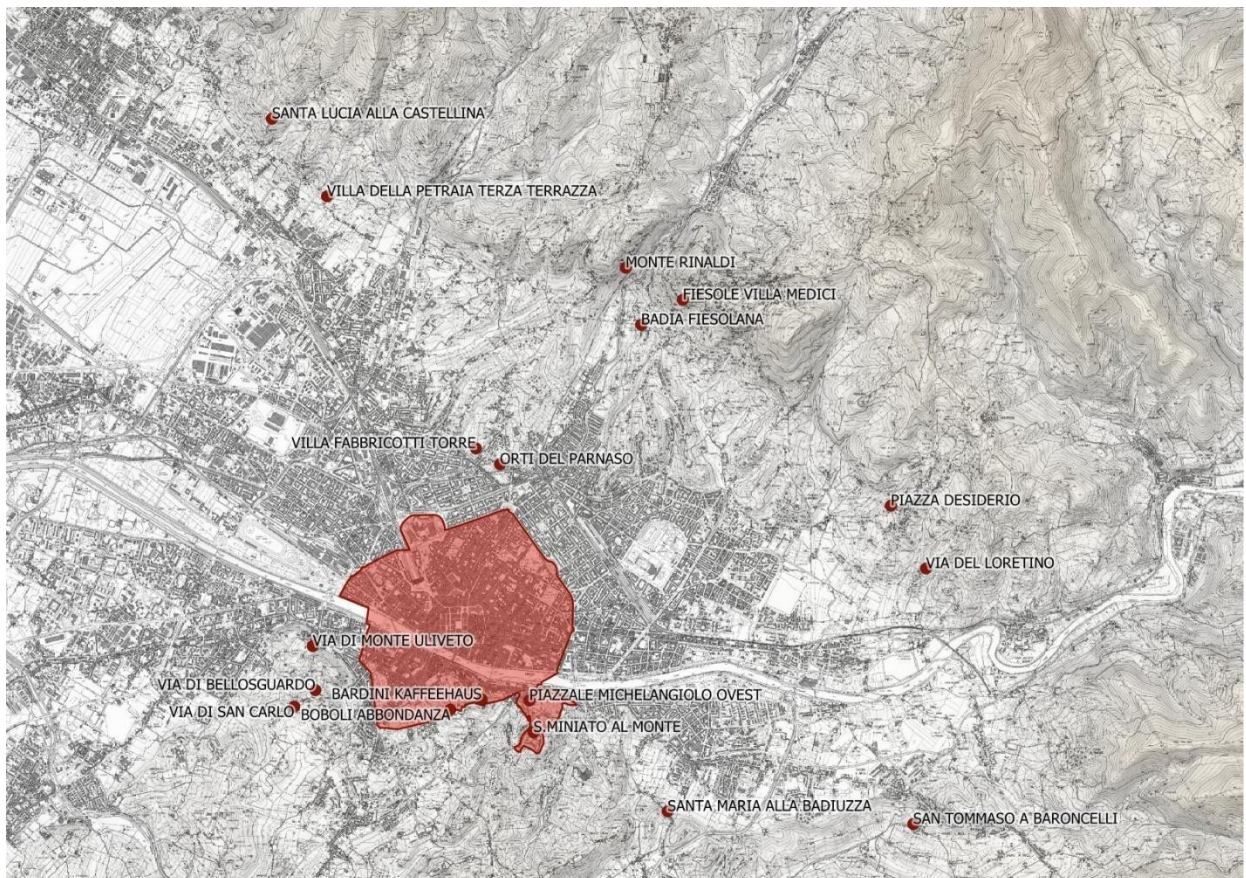 SANTA LUCIA ALLA CASTELLINA
VILLA DELLA PETRAIA TERZA TERRAZZA
MONTE RINALDI
FIESOLE VILLA MEDICI
BADIA FIESOLANA
VILLA FABBRICOTTI TORRE
ORTI DEL PARNASO
PIAZZA DESIDERIO
VIA DEL LORETINO
VIA DI MONTE ULIVETO
VIA DI BELLOSGUARDO
BARDINI KAFFEEHAUS
PIAZZALE MICHELANGIOLO OVEST
VIA DI SAN CARLO
BOBOLI ABBONDANZA
S.MINIATO AL MONTE
SANTA MARIA ALLA BADIUZZA
SAN TOMMASO A BARONCELLI